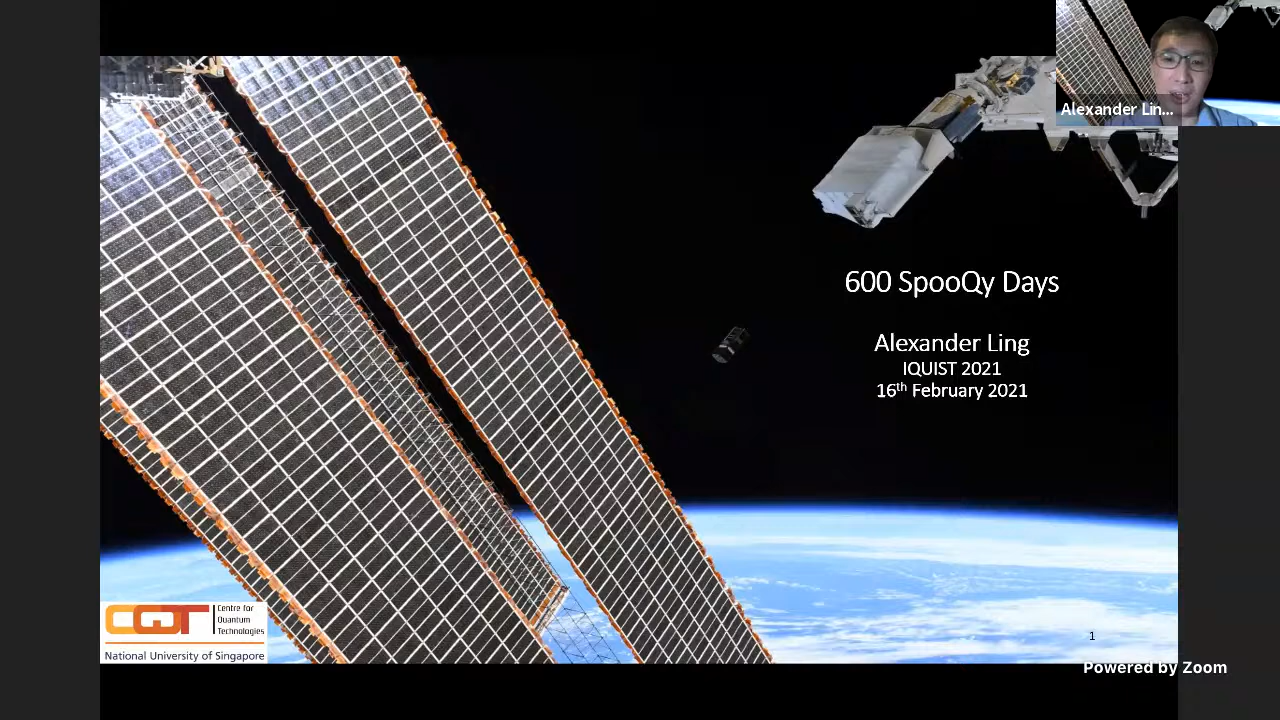 Alexander Lin...
600 SpooQy Days
Alexander Ling
IQUIST 2021
16th February 2021
CQT
Centre for
Quantum
Technologies
National University of Singapore
1
Powered by Zoom